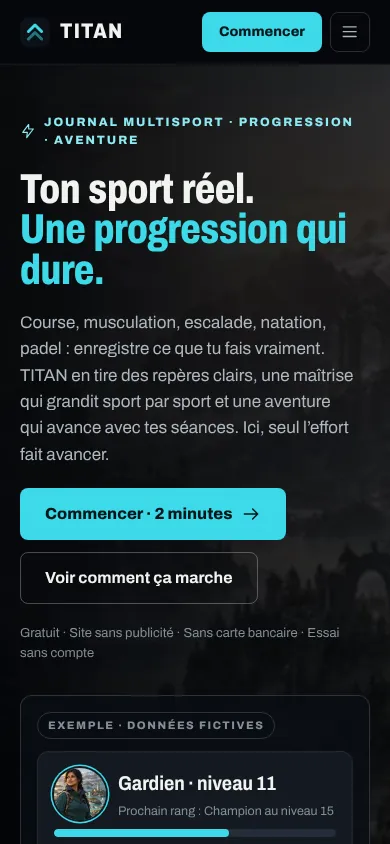 TITAN
Commencer
JOURNAL MULTISPORT · PROGRESSION
· AVENTURE
Ton sport réel.
Une progression qui
dure.
Course, musculation, escalade, natation,
padel : enregistre ce que tu fais vraiment.
TITAN en tire des repères clairs, une maîtrise
qui grandit sport par sport et une aventure
qui avance avec tes séances. Ici, seul l’effort
fait avancer.
Commencer · 2 minutes →
Voir comment ça marche
Gratuit · Site sans publicité · Sans carte bancaire · Essai
sans compte
EXEMPLE · DONNÉES FICTIVES
Gardien · niveau 11
Prochain rang : Champion au niveau 15